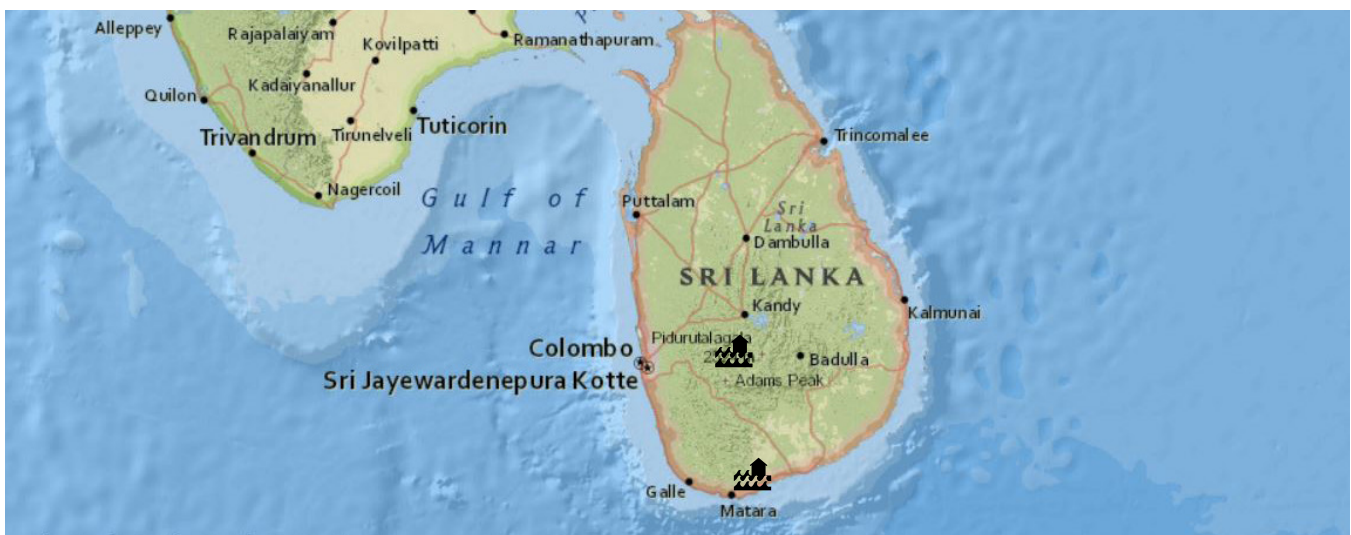 Alleppey
Rajapalaiyam
Kovilpatti
Ramanathapuram
Kadaiyanallur
Quilon
Trivandrum
Tirunelveli
Tuticorin
Trincomalee
Nagercoil
Gulf of
Mannar
Puttalam
Sri
Lanka
Dambulla
SRI LANKA
Kandy
Kalmunai
Pidurutalagala
Colombo
Badulla
Sri Jayewardenepura Kotte
Adams Peak
Galle
Matara